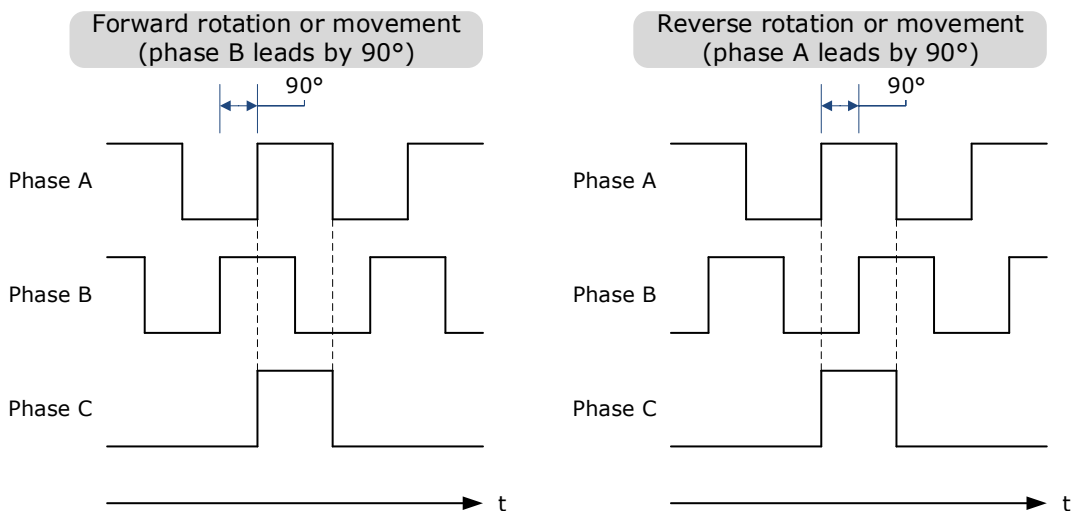 Forward rotation or movement
(phase B leads by 90°)
90°
Phase A
Phase B
Phase C
t
Reverse rotation or movement
(phase A leads by 90°)
90°
Phase A
Phase B
Phase C
t